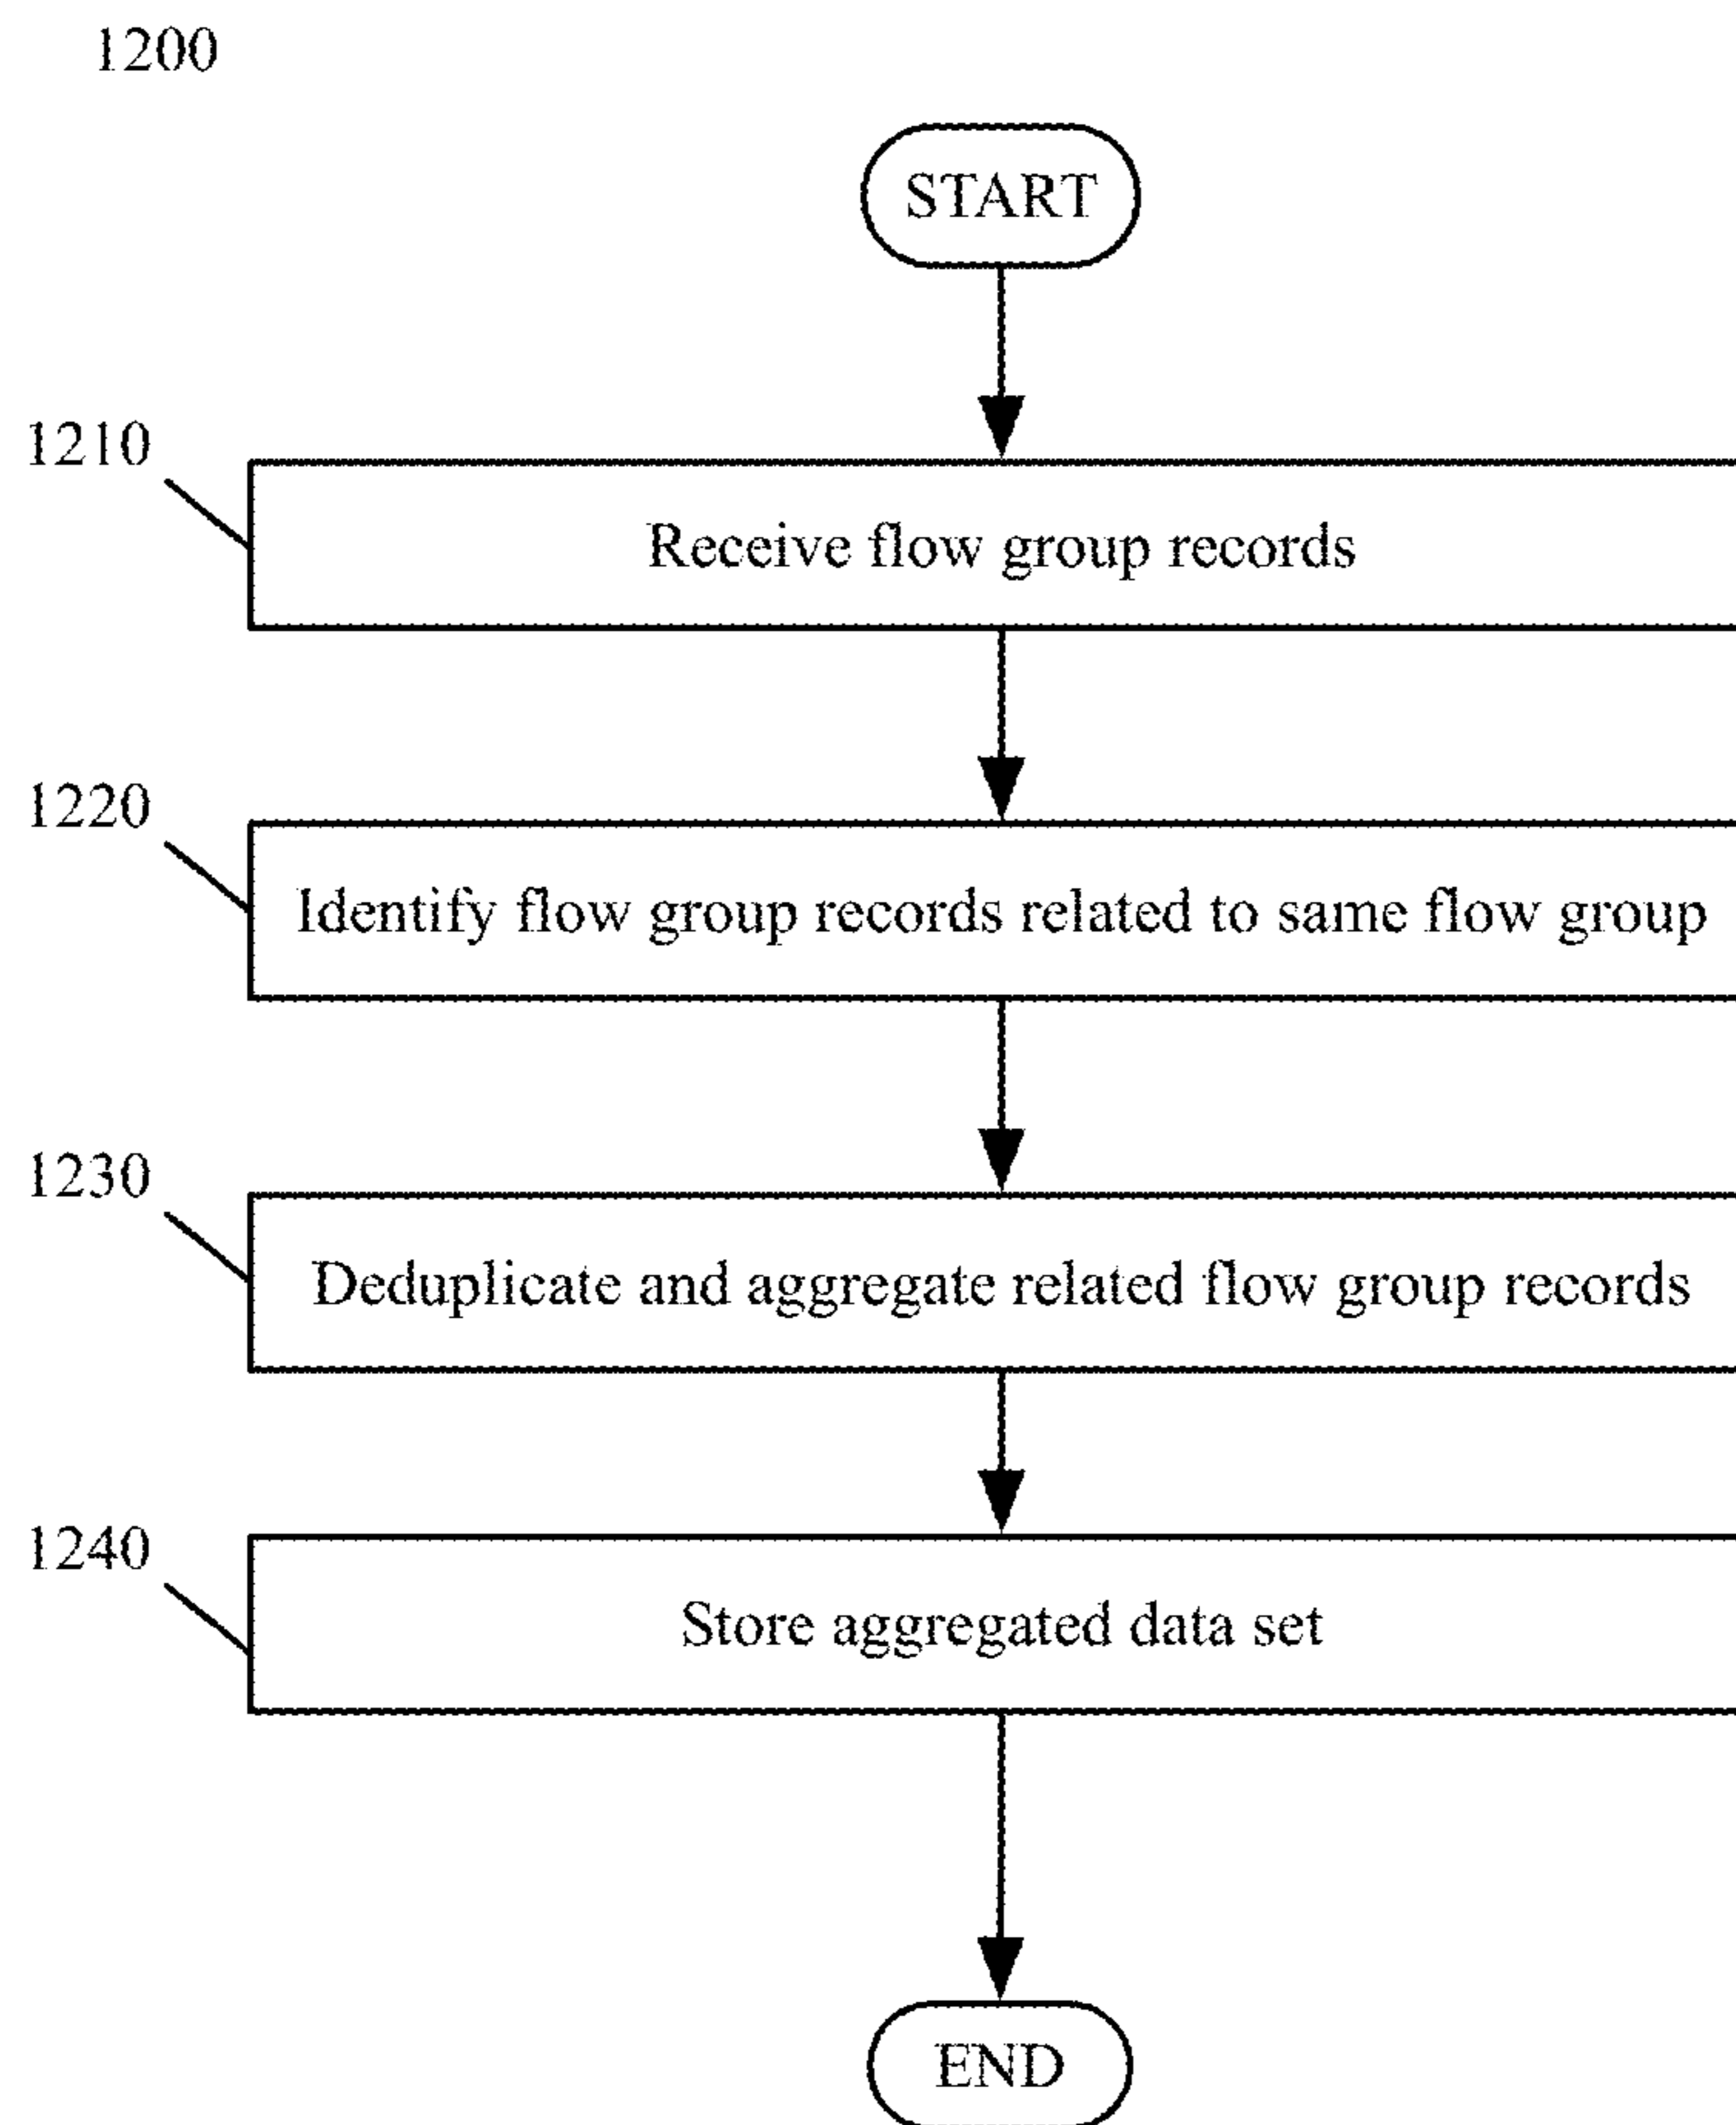 1200
START
1210
Receive flow group records
1220
Identify flow group records related to same flow group
1230
Deduplicate and aggregate related flow group records
1240
Store aggregated data set
END